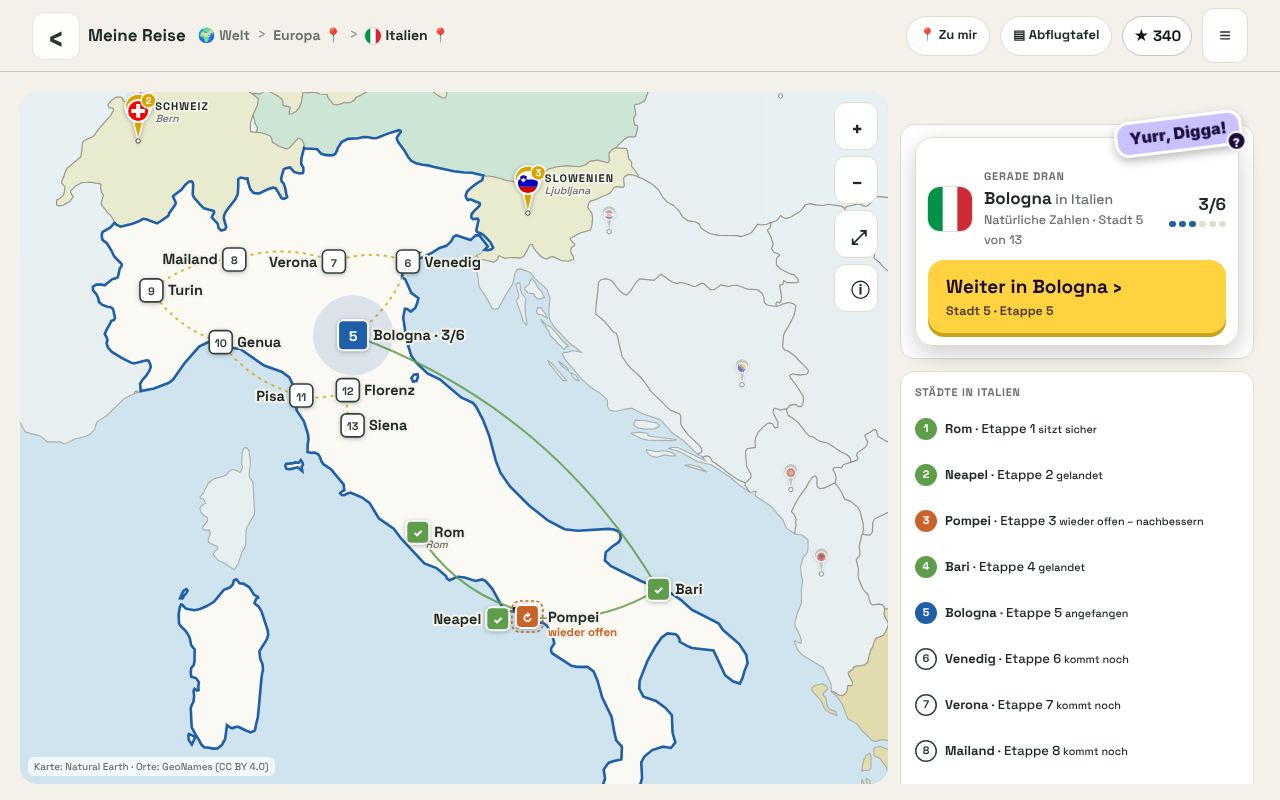 <
Meine Reise
Welt > Europa > Italien
Zu mir
Abflugtafel
★ 340
≡
2
SCHWEIZ
Bern
3
SLOWENIEN
Ljubljana
+
−
Mailand 8
Verona 7
6 Venedig
9 Turin
5 Bologna · 3/6
10 Genua
Pisa 11
12 Florenz
13 Siena
Rom
Rom
Bari
Neapel
Pompei
wieder offen
Karte: Natural Earth · Orte: GeoNames (CC BY 4.0)
Yurr, Digga!
?
GERADE DRAN
Bologna in Italien
3/6
Natürliche Zahlen · Stadt 5
von 13
Weiter in Bologna >
Stadt 5 · Etappe 5
STÄDTE IN ITALIEN
1 Rom · Etappe 1 sitzt sicher
2 Neapel · Etappe 2 gelandet
3 Pompei · Etappe 3 wieder offen – nachbessern
4 Bari · Etappe 4 gelandet
5 Bologna · Etappe 5 angefangen
6 Venedig · Etappe 6 kommt noch
7 Verona · Etappe 7 kommt noch
8 Mailand · Etappe 8 kommt noch